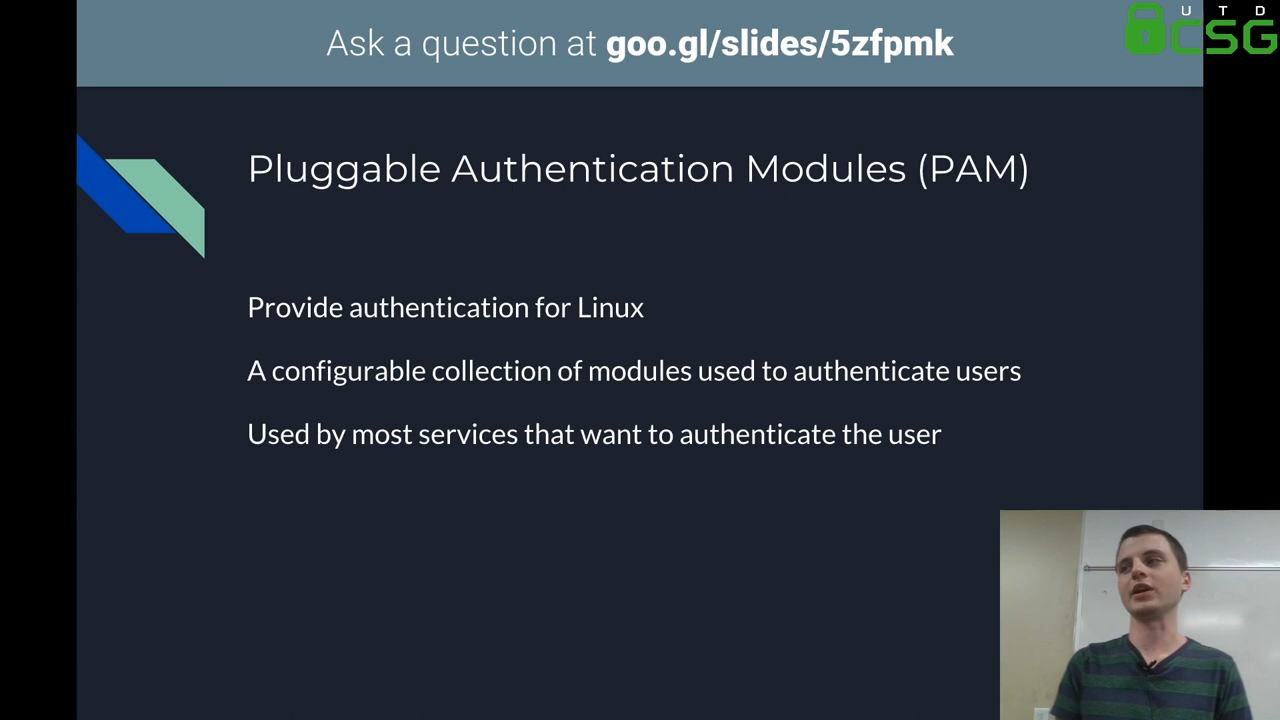 Ask a question at goo.gl/slides/5zfpmk
UTD
CSG
Pluggable Authentication Modules (PAM)
Provide authentication for Linux
A configurable collection of modules used to authenticate users
Used by most services that want to authenticate the user